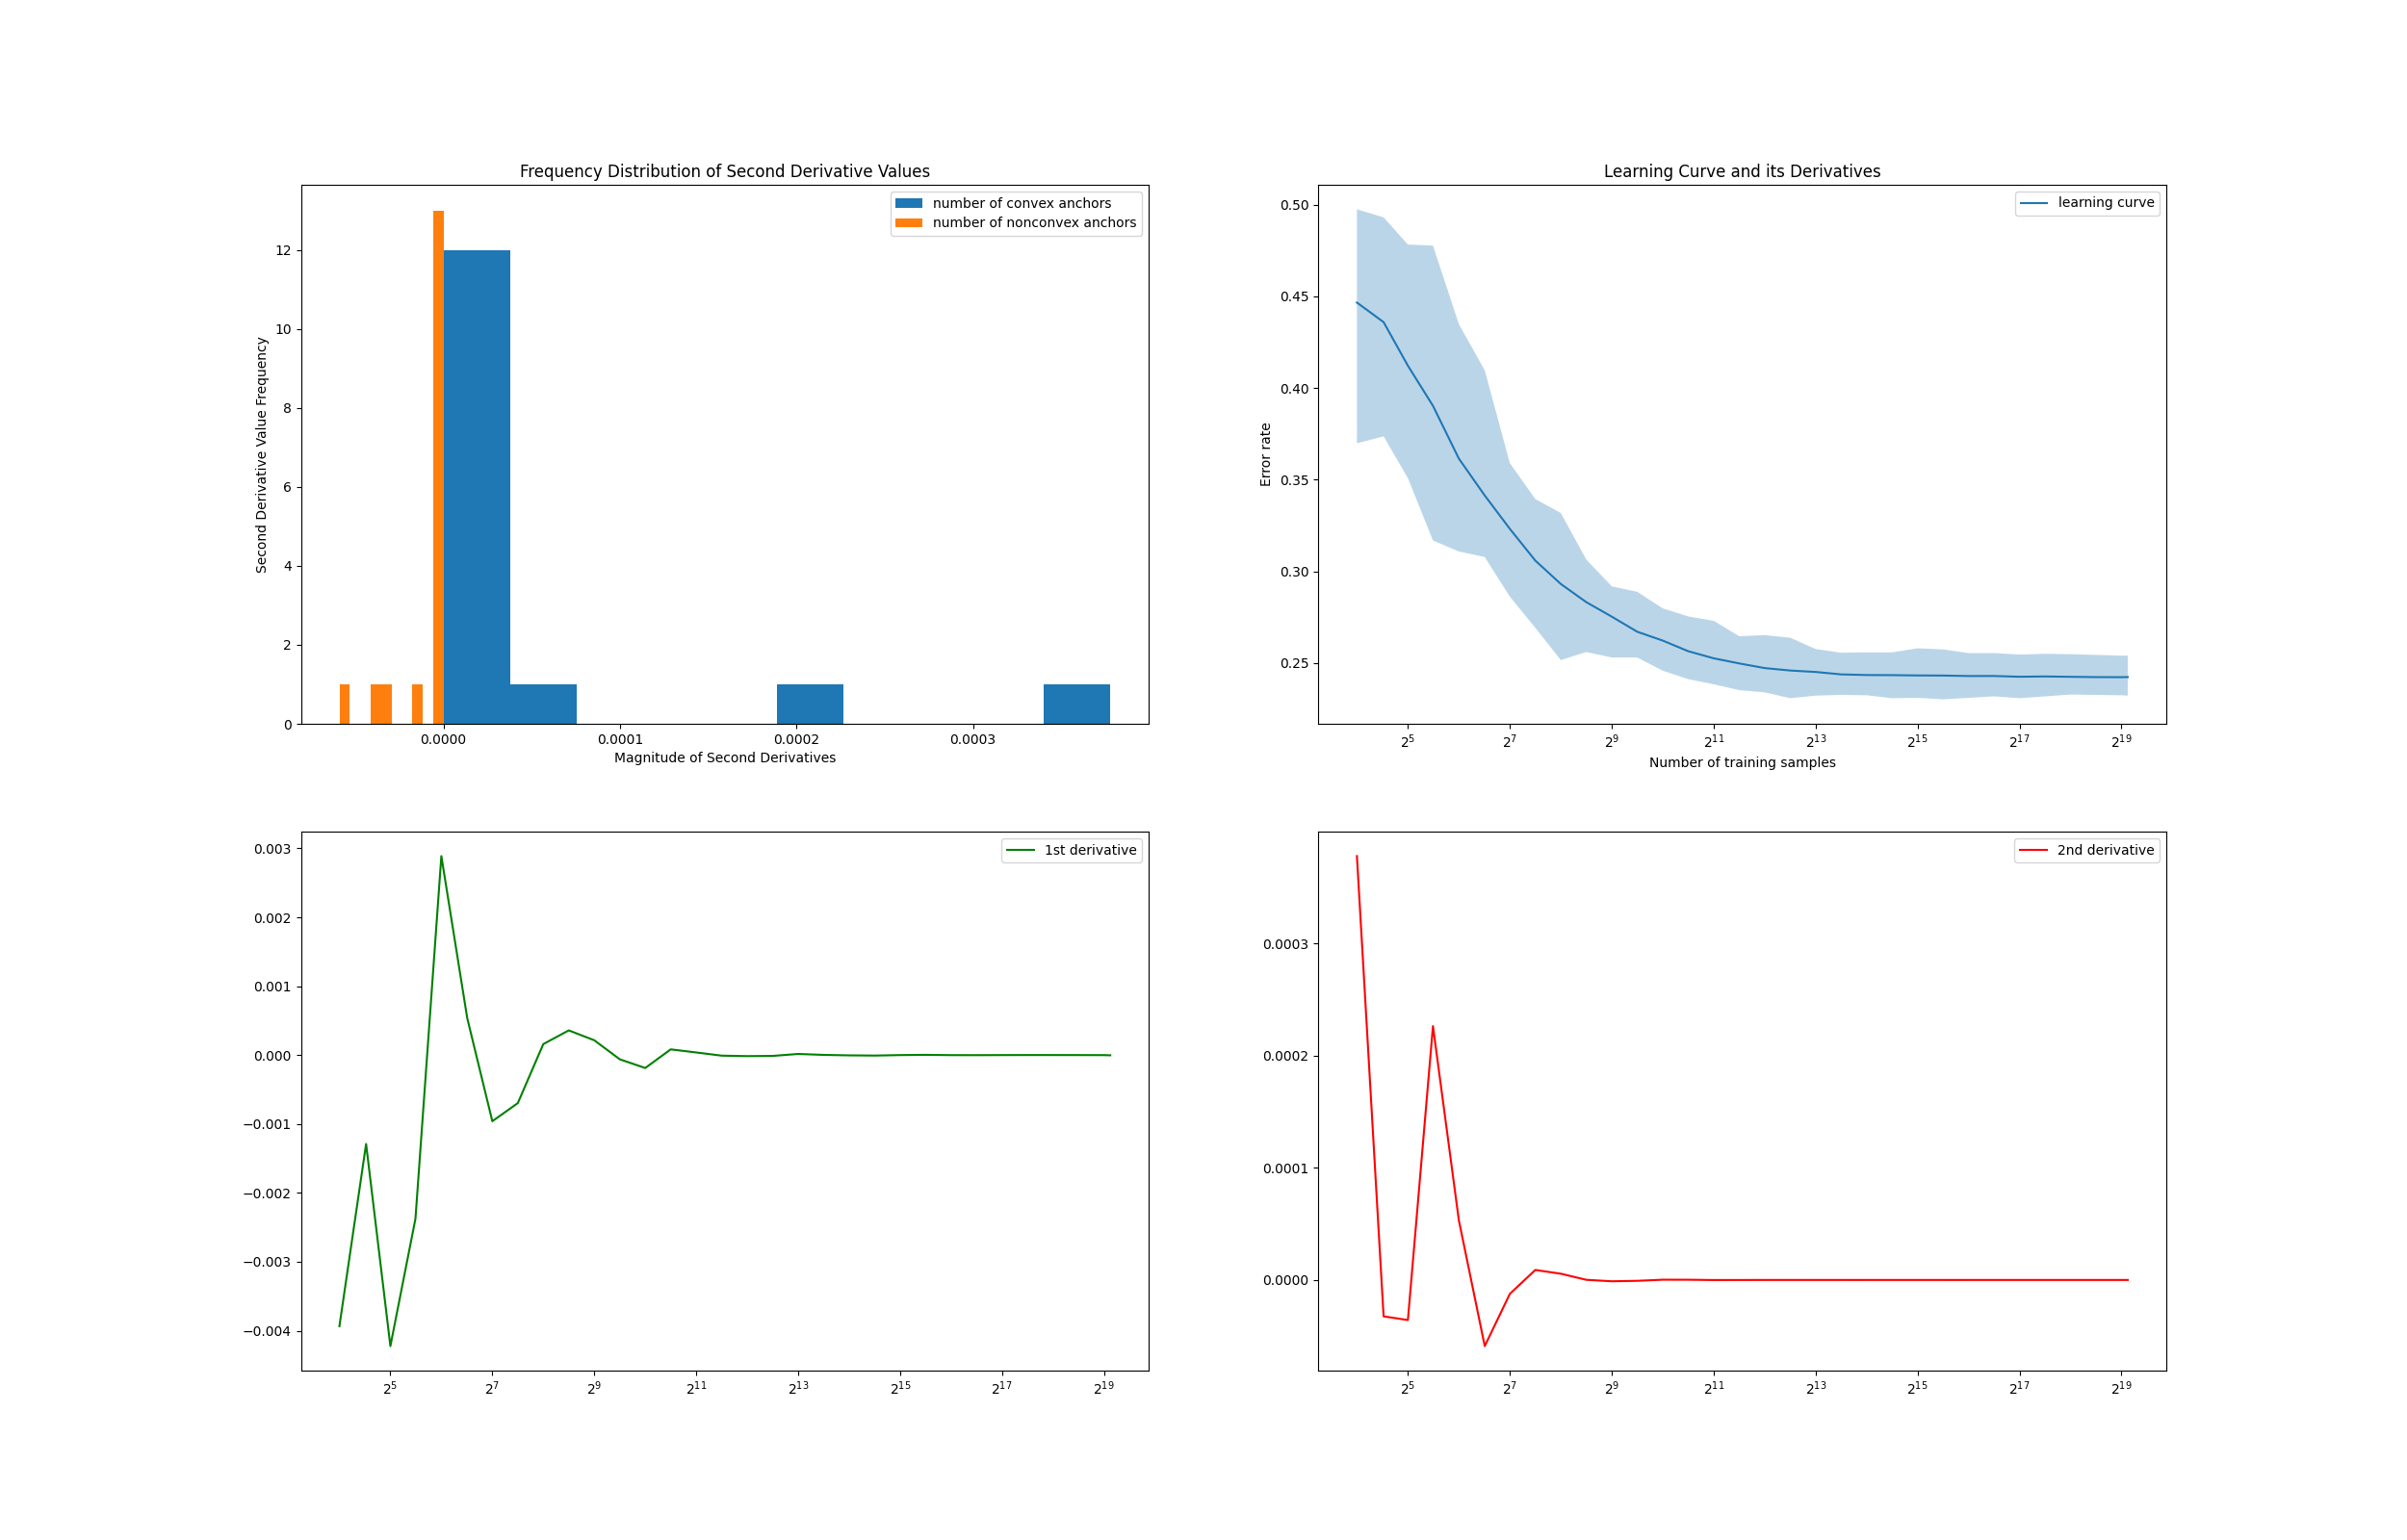 Frequency Distribution of Second Derivative Values
number of convex anchors
number of nonconvex anchors
Second Derivative Value Frequency
12
10
8
6
4
2
0
0.0000 0.0001 0.0002 0.0003
Magnitude of Second Derivatives
Learning Curve and its Derivatives
learning curve
Error rate
0.50
0.45
0.40
0.35
0.30
0.25
2^5 2^7 2^9 2^11 2^13 2^15 2^17 2^19
Number of training samples
1st derivative
0.003
0.002
0.001
0.000
−0.001
−0.002
−0.003
−0.004
2^5 2^7 2^9 2^11 2^13 2^15 2^17 2^19
2nd derivative
0.0003
0.0002
0.0001
0.0000
2^5 2^7 2^9 2^11 2^13 2^15 2^17 2^19